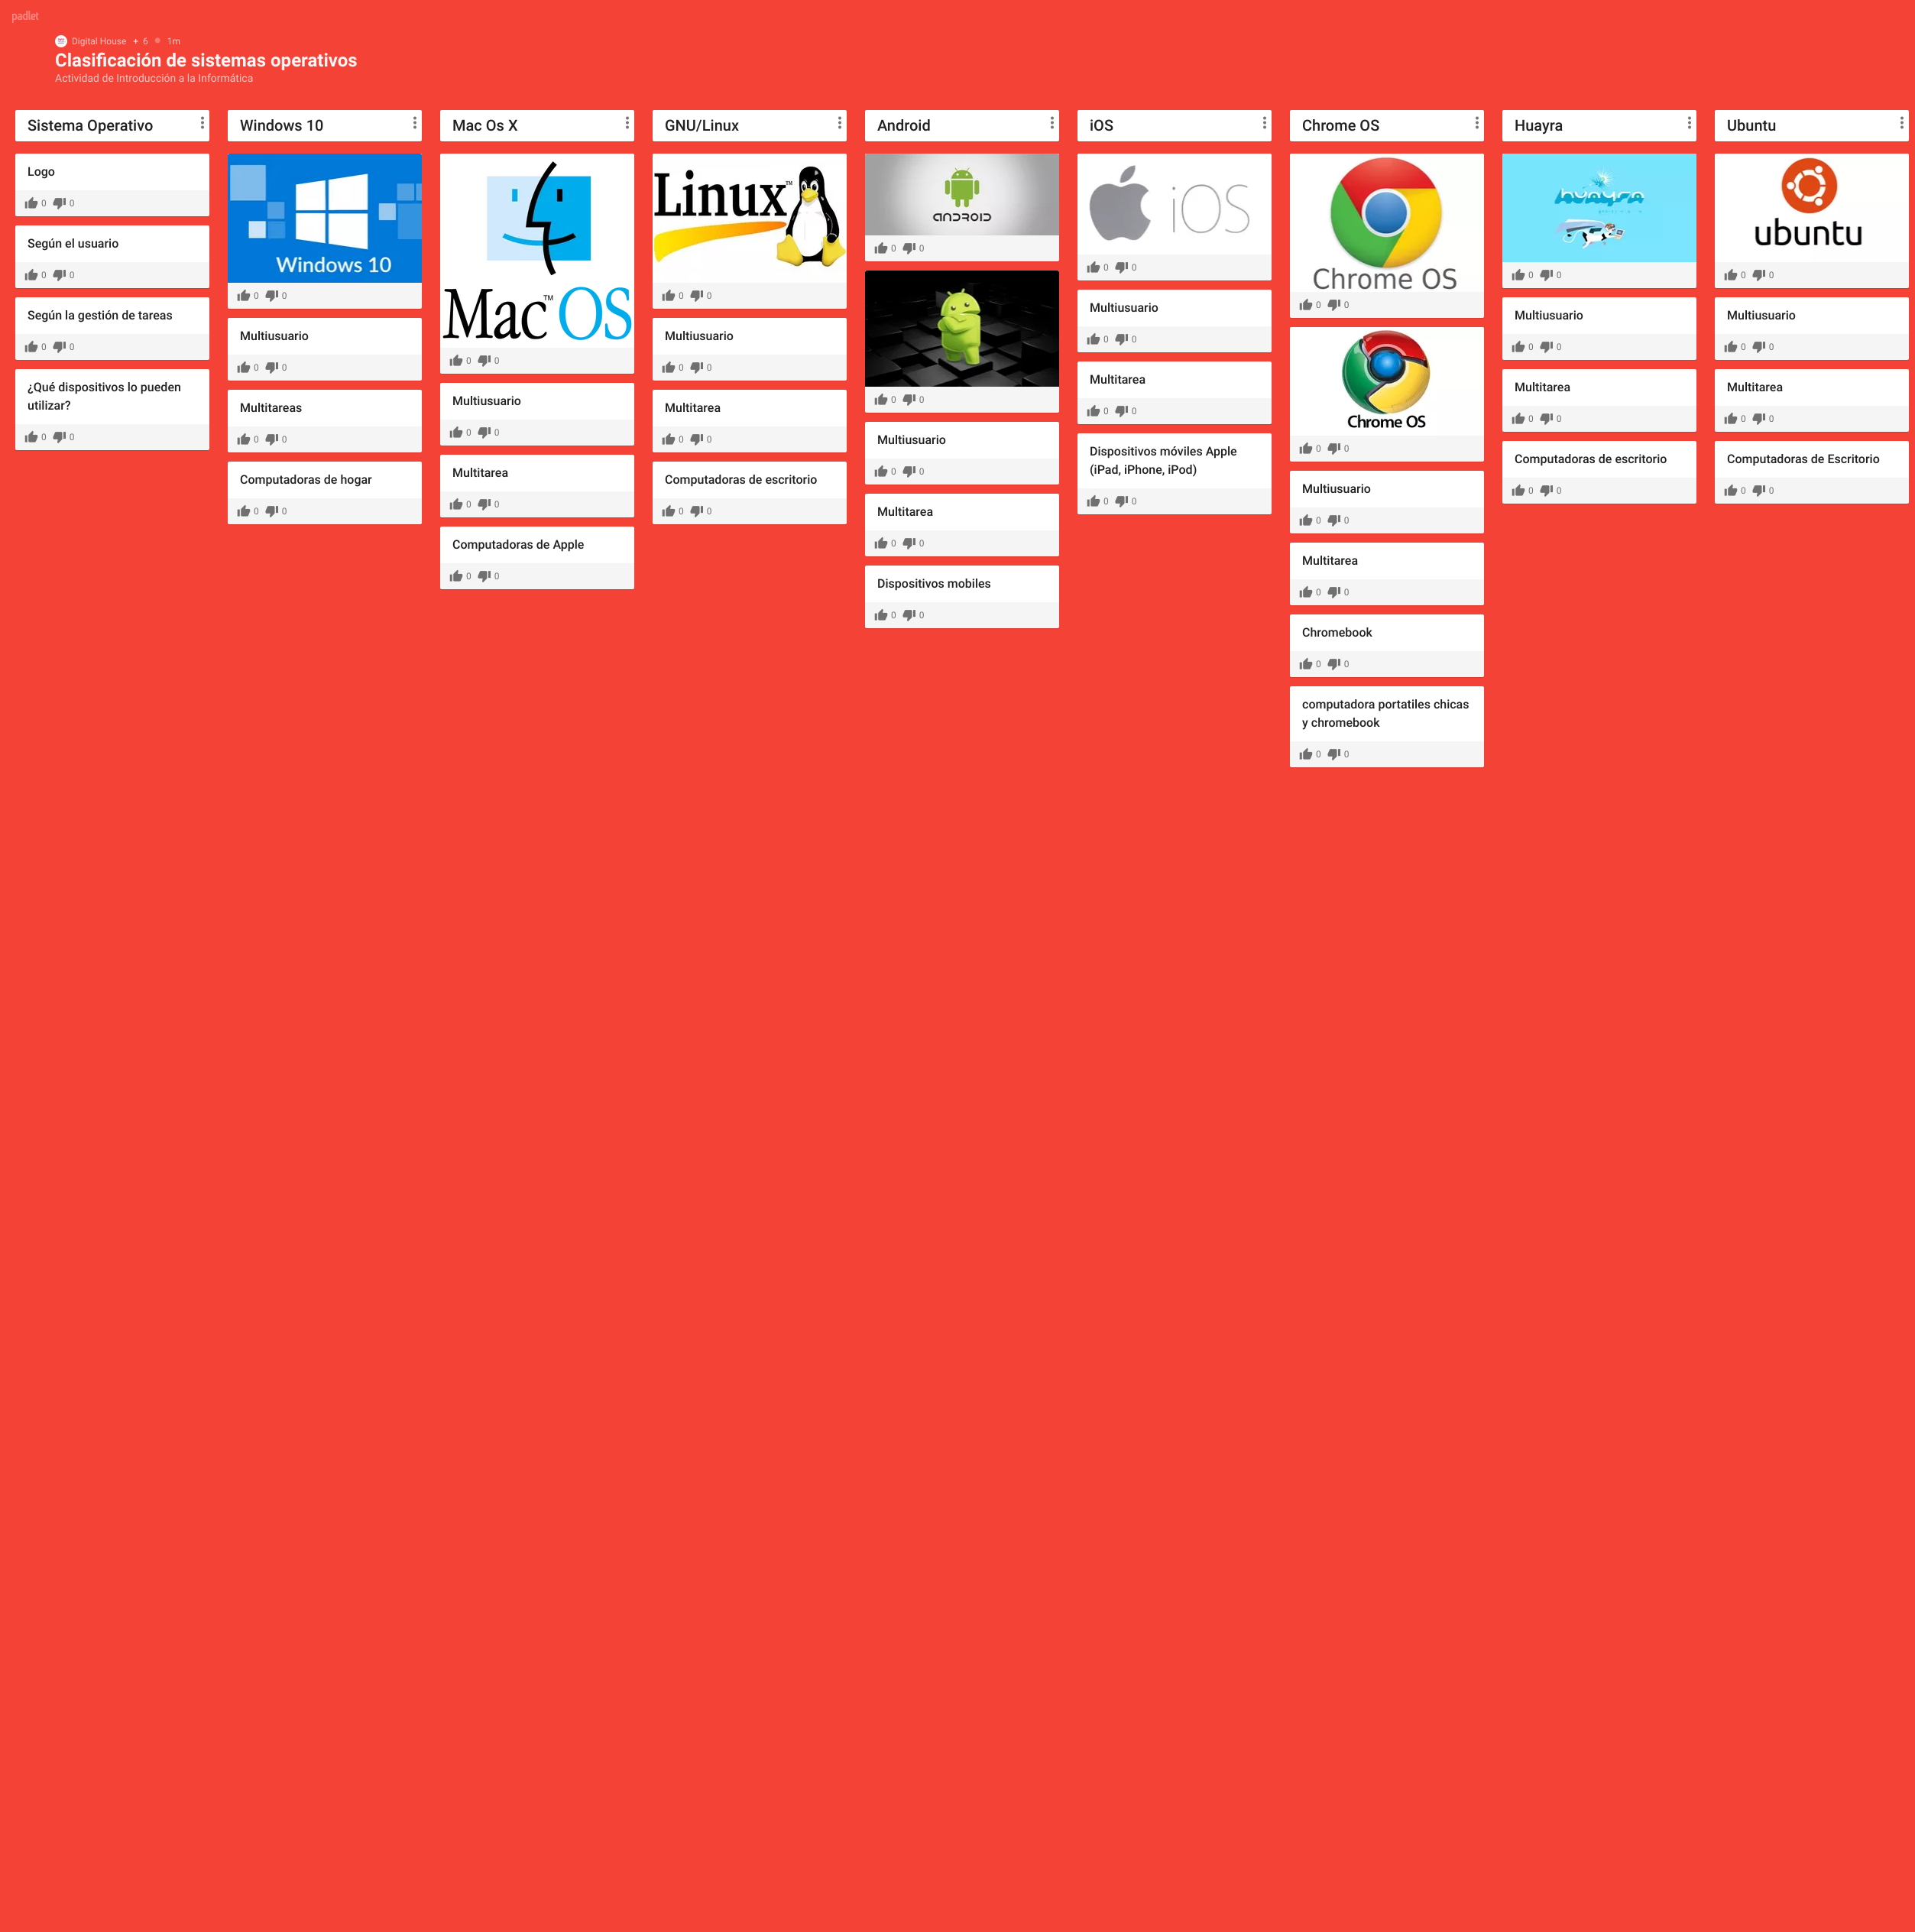 padlet
Digital House + 6 1m
Clasificación de sistemas operativos
Actividad de Introducción a la Informática
Sistema Operativo
Logo
0 0
Según el usuario
0 0
Según la gestión de tareas
0 0
¿Qué dispositivos lo pueden
utilizar?
0 0
Windows 10
Windows 10
0 0
Multiusuario
0 0
Multitareas
0 0
Computadoras de hogar
0 0
Mac Os X
Mac™ OS
0 0
Multiusuario
0 0
Multitarea
0 0
Computadoras de Apple
0 0
GNU/Linux
Linux™
0 0
Multiusuario
0 0
Multitarea
0 0
Computadoras de escritorio
0 0
Android
ANDROID
0 0
0 0
Multiusuario
0 0
Multitarea
0 0
Dispositivos mobiles
0 0
iOS
iOS
0 0
Multiusuario
0 0
Multitarea
0 0
Dispositivos móviles Apple
(iPad, iPhone, iPod)
0 0
Chrome OS
Chrome OS
0 0
Chrome OS
0 0
Multiusuario
0 0
Multitarea
0 0
Chromebook
0 0
computadora portatiles chicas
y chromebook
0 0
Huayra
huayra
0 0
Multiusuario
0 0
Multitarea
0 0
Computadoras de escritorio
0 0
Ubuntu
ubuntu
0 0
Multiusuario
0 0
Multitarea
0 0
Computadoras de Escritorio
0 0